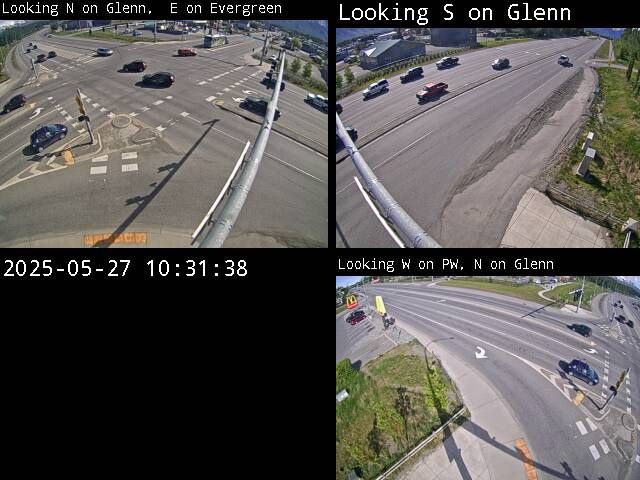 Looking N on Glenn,  E on Evergreen
Looking S on Glenn
2025-05-27 10:31:38
Looking W on PW, N on Glenn